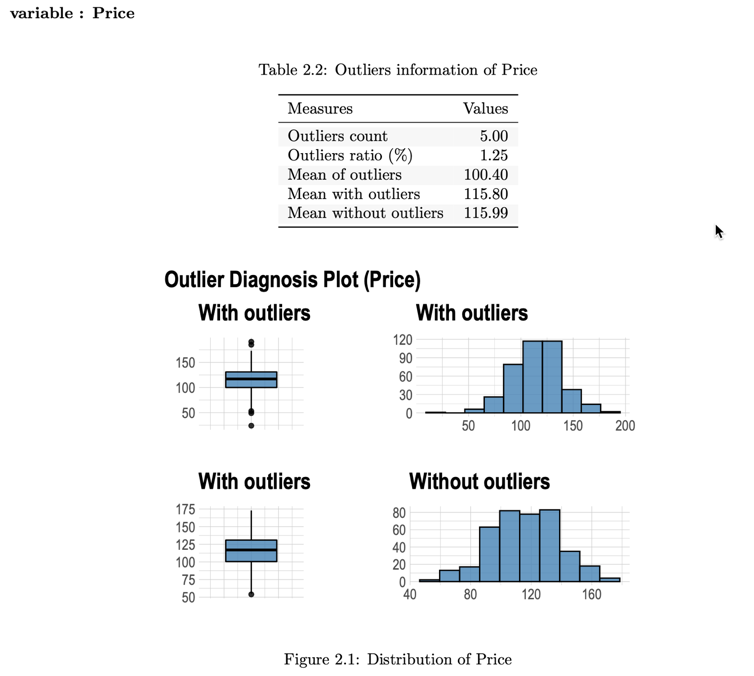 variable : Price
Table 2.2: Outliers information of Price
Measures Values
Outliers count 5.00
Outliers ratio (%) 1.25
Mean of outliers 100.40
Mean with outliers 115.80
Mean without outliers 115.99
Outlier Diagnosis Plot (Price)
With outliers
150
100
50
With outliers
120
90
60
30
0
50 100 150 200
With outliers
175
150
125
100
75
50
Without outliers
80
60
40
20
0
40 80 120 160
Figure 2.1: Distribution of Price